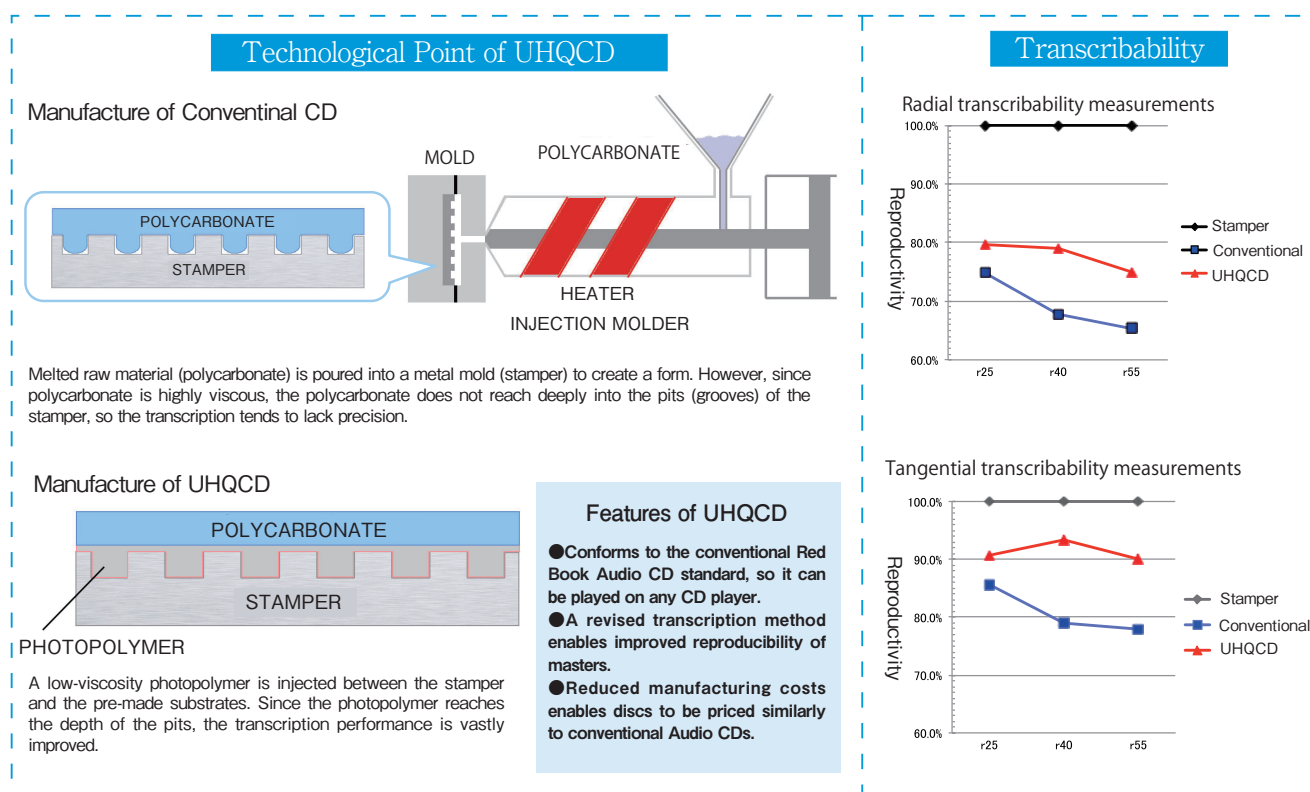 Technological Point of UHQCD
Manufacture of Conventinal CD
MOLD
POLYCARBONATE
POLYCARBONATE
STAMPER
HEATER
INJECTION MOLDER
Melted raw material (polycarbonate) is poured into a metal mold (stamper) to create a form. However, since
polycarbonate is highly viscous, the polycarbonate does not reach deeply into the pits (grooves) of the
stamper, so the transcription tends to lack precision.
Manufacture of UHQCD
POLYCARBONATE
STAMPER
PHOTOPOLYMER
A low-viscosity photopolymer is injected between the stamper
and the pre-made substrates. Since the photopolymer reaches
the depth of the pits, the transcription performance is vastly
improved.
Features of UHQCD
●Conforms to the conventional Red
Book Audio CD standard, so it can
be played on any CD player.
●A revised transcription method
enables improved reproducibility of
masters.
●Reduced manufacturing costs
enables discs to be priced similarly
to conventional Audio CDs.
Transcribability
Radial transcribability measurements
100.0%
90.0%
80.0%
70.0%
60.0%
Reproductivity
r25 r40 r55
Stamper
Conventional
UHQCD
Tangential transcribability measurements
100.0%
90.0%
80.0%
70.0%
60.0%
Reproductivity
r25 r40 r55
Stamper
Conventional
UHQCD